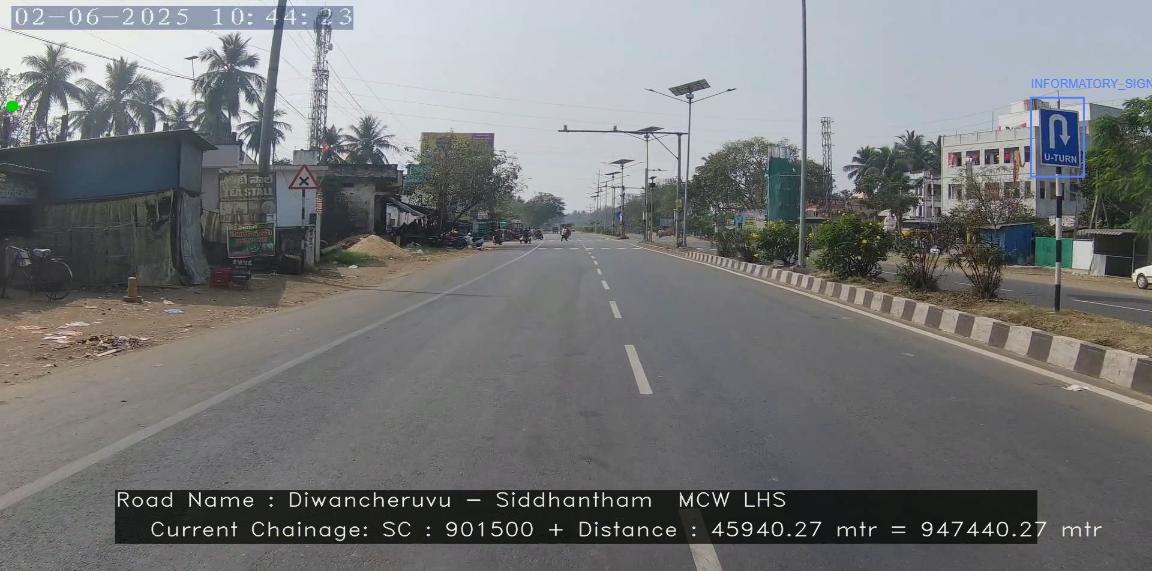 02-06-2025 10:44:23
INFORMATORY_SIGN
U-TURN
TEA STALL
Road Name : Diwancheruvu - Siddhantham MCW LHS
Current Chainage: SC : 901500 + Distance : 45940.27 mtr = 947440.27 mtr